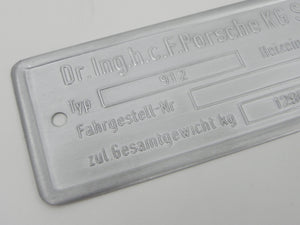 Dr. Ing. h. c. F. Porsche KG
Typ 912
Fahrgestell-Nr
zul Gesamtgewicht kg